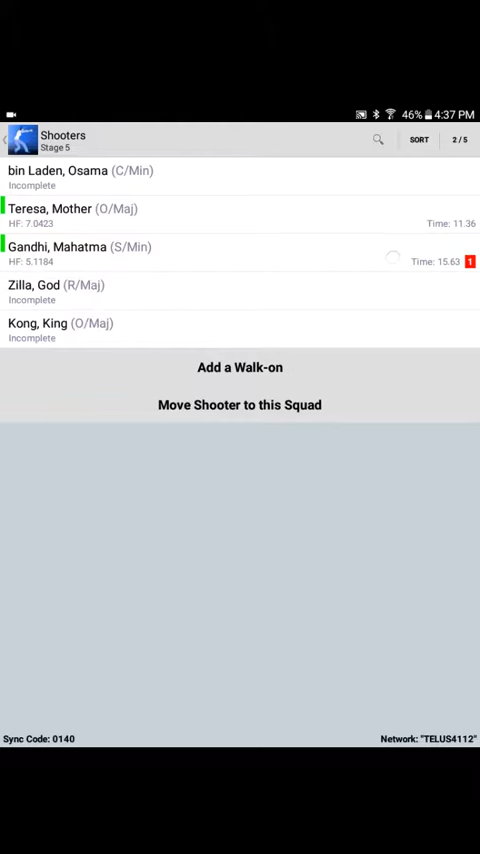 46% 4:37 PM
Shooters
Stage 5
SORT
2 / 5
bin Laden, Osama (C/Min)
Incomplete
Teresa, Mother (O/Maj)
HF: 7.0423
Time: 11.36
Gandhi, Mahatma (S/Min)
HF: 5.1184
Time: 15.63 1
Zilla, God (R/Maj)
Incomplete
Kong, King (O/Maj)
Incomplete
Add a Walk-on
Move Shooter to this Squad
Sync Code: 0140
Network: "TELUS4112"